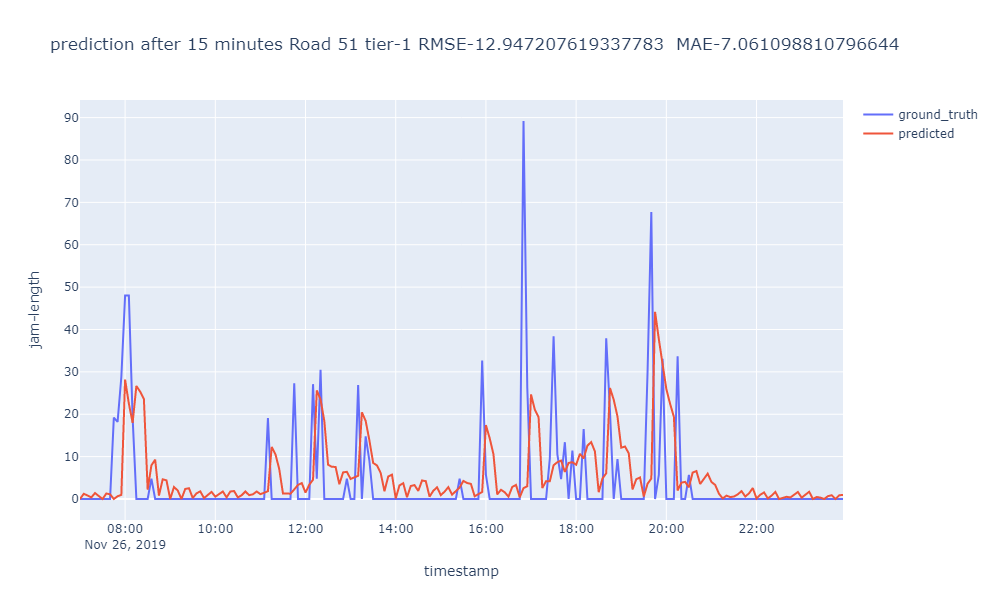 prediction after 15 minutes Road 51 tier-1 RMSE-12.947207619337783  MAE-7.061098810796644
ground_truth
predicted
90
80
70
60
50
40
30
20
10
0
jam-length
08:00 10:00 12:00 14:00 16:00 18:00 20:00 22:00
Nov 26, 2019
timestamp